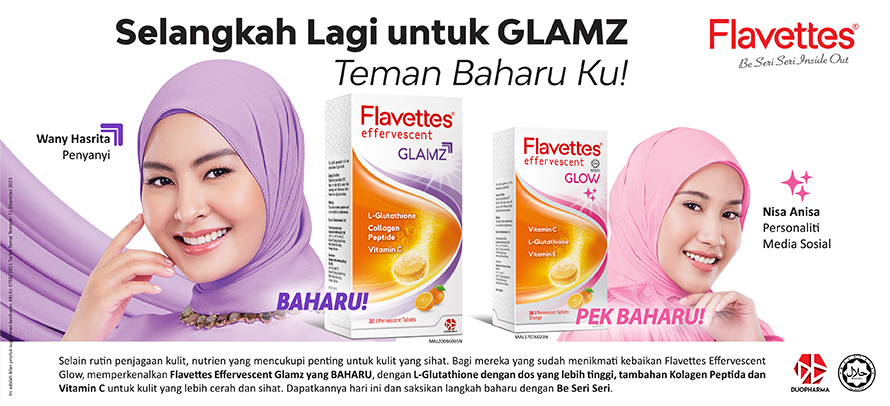 Selangkah Lagi untuk GLAMZ
Teman Baharu Ku!
Flavettes®
Be Seri Seri Inside Out
Wany Hasrita
Penyanyi
Flavettes®
effervescent
GLAMZ
L-Glutathione
Collagen
Peptide
Vitamin C
30 Effervescent Tablets
BAHARU!
MAL20066065N
Flavettes®
effervescent
GLOW
Vitamin C
L-Glutathione
Vitamin E
30 Effervescent Tablets
Orange
PEK BAHARU!
MAL17076023N
Nisa Anisa
Personaliti
Media Sosial
Selain rutin penjagaan kulit, nutrien yang mencukupi penting untuk kulit yang sihat. Bagi mereka yang sudah menikmati kebaikan Flavettes Effervescent
Glow, memperkenalkan Flavettes Effervescent Glamz yang BAHARU, dengan L-Glutathione dengan dos yang lebih tinggi, tambahan Kolagen Peptida dan
Vitamin C untuk kulit yang lebih cerah dan sihat. Dapatkannya hari ini dan saksikan langkah baharu dengan Be Seri Seri.
DUOPHARMA